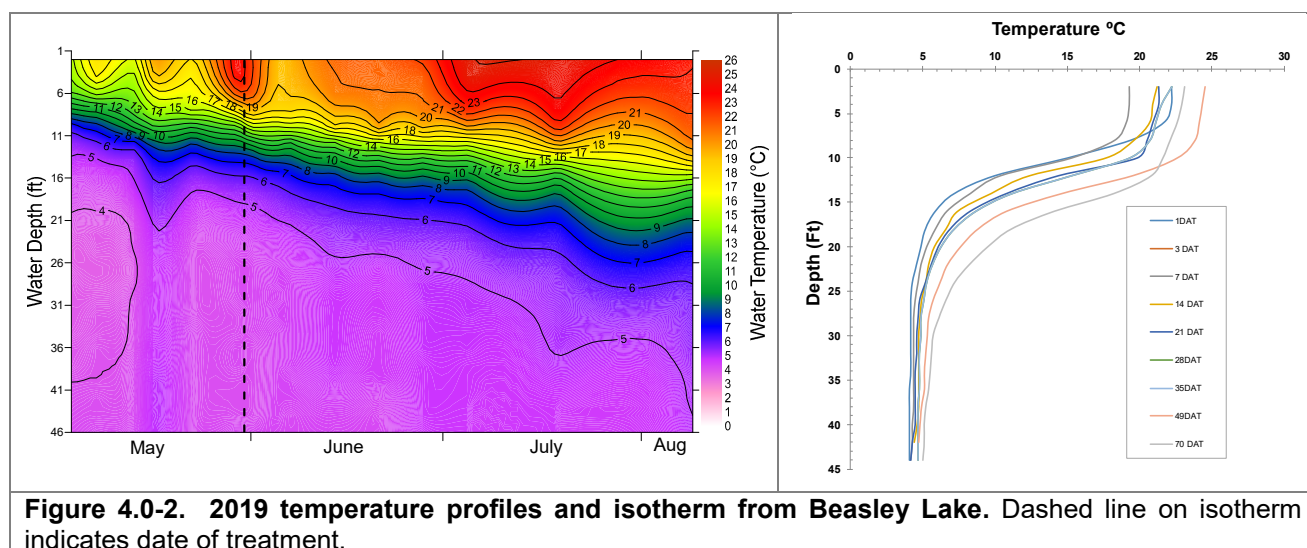 1
6
11
16
21
26
31
36
41
46
Water Depth (ft)
11 12 13 14 15 16 17 18 19
7 8 9 10
5
6
7
8
4
5
10 12 14 16 18 20 21 22 23
9 10 11 12 13 14 15 16 17 18 19 20 21
8
7
6
5
9
8
7
6
5
May
June
July
Aug
26
25
24
23
22
21
20
19
18
17
16
15
14
13
12
11
10
9
8
7
6
5
4
3
2
1
0
Water Temperature (°C)
Temperature ºC
0 5 10 15 20 25 30
0
5
10
15
20
25
30
35
40
45
Depth (Ft)
1DAT
3 DAT
7 DAT
14 DAT
21 DAT
28DAT
35DAT
49DAT
70 DAT
Figure 4.0-2. 2019 temperature profiles and isotherm from Beasley Lake. Dashed line on isotherm
indicates date of treatment.